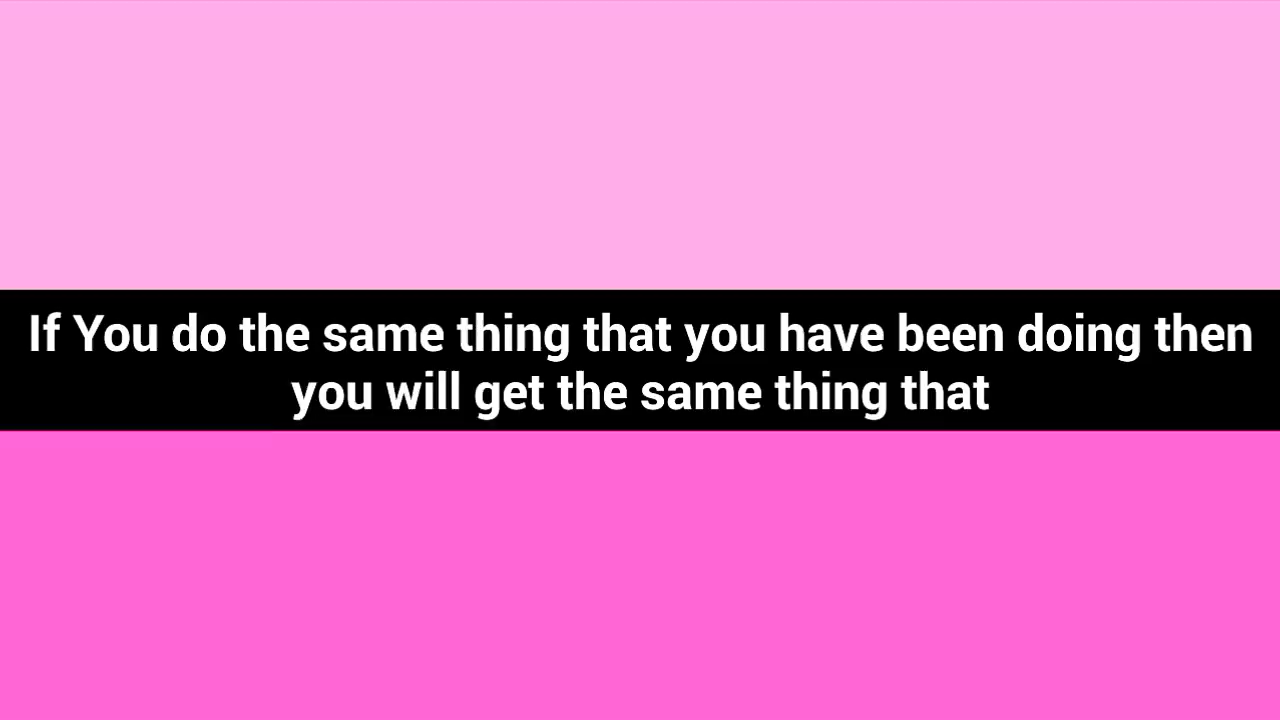 If You do the same thing that you have been doing then
you will get the same thing that